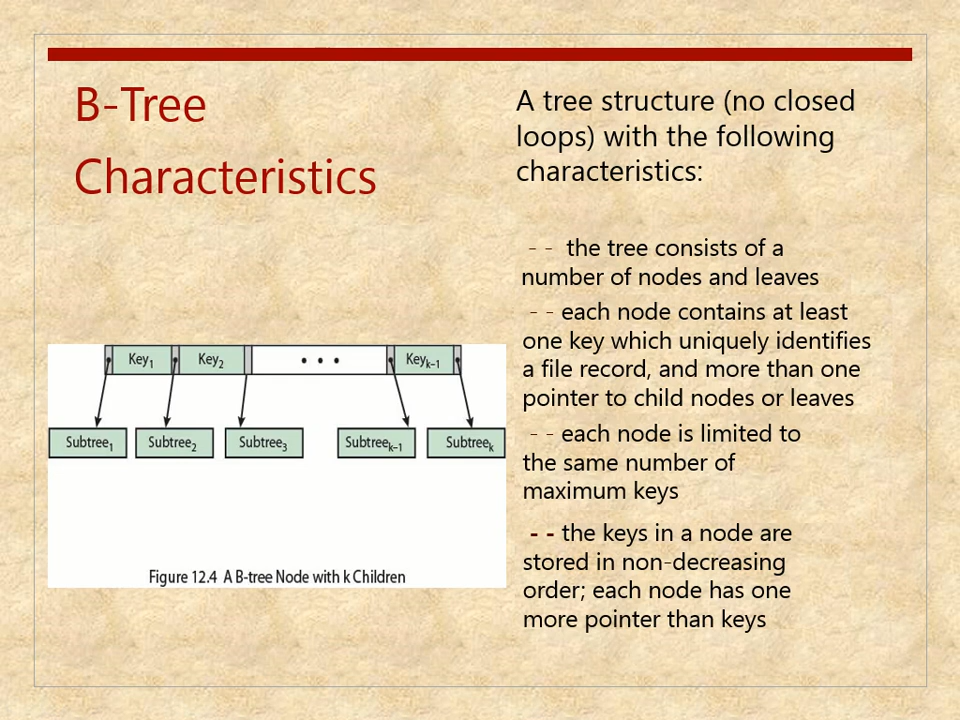 B-Tree
Characteristics
A tree structure (no closed
loops) with the following
characteristics:
- - the tree consists of a
number of nodes and leaves
- - each node contains at least
one key which uniquely identifies
a file record, and more than one
pointer to child nodes or leaves
- - each node is limited to
the same number of
maximum keys
- - the keys in a node are
stored in non-decreasing
order; each node has one
more pointer than keys
Key1 Key2 • • • Keyk–1
Subtree1 Subtree2 Subtree3 Subtreek–1 Subtreek
Figure 12.4 A B-tree Node with k Children